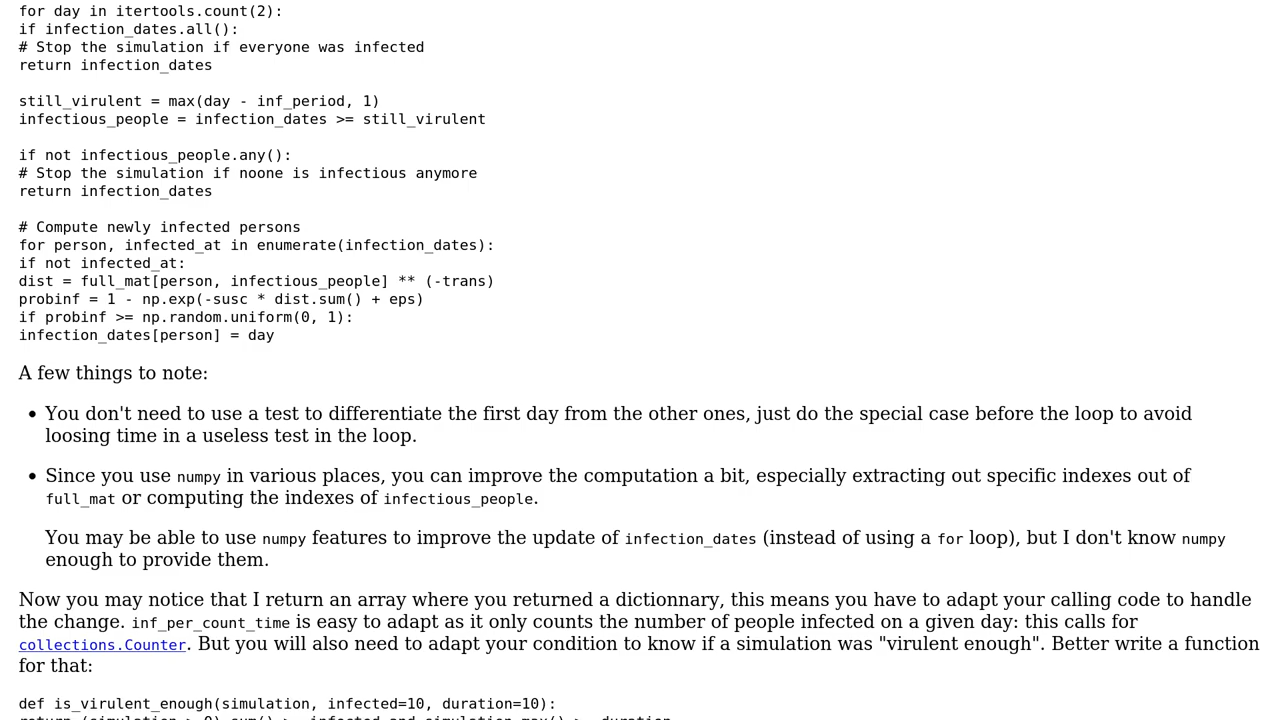 for day in itertools.count(2):
if infection_dates.all():
# Stop the simulation if everyone was infected
return infection_dates
still_virulent = max(day - inf_period, 1)
infectious_people = infection_dates >= still_virulent
if not infectious_people.any():
# Stop the simulation if noone is infectious anymore
return infection_dates
# Compute newly infected persons
for person, infected_at in enumerate(infection_dates):
if not infected_at:
dist = full_mat[person, infectious_people] ** (-trans)
probinf = 1 - np.exp(-susc * dist.sum() + eps)
if probinf >= np.random.uniform(0, 1):
infection_dates[person] = day
A few things to note:
• You don't need to use a test to differentiate the first day from the other ones, just do the special case before the loop to avoid
loosing time in a useless test in the loop.
• Since you use numpy in various places, you can improve the computation a bit, especially extracting out specific indexes out of
full_mat or computing the indexes of infectious_people.
You may be able to use numpy features to improve the update of infection_dates (instead of using a for loop), but I don't know numpy
enough to provide them.
Now you may notice that I return an array where you returned a dictionnary, this means you have to adapt your calling code to handle
the change. inf_per_count_time is easy to adapt as it only counts the number of people infected on a given day: this calls for
collections.Counter. But you will also need to adapt your condition to know if a simulation was "virulent enough". Better write a function
for that:
def is_virulent_enough(simulation, infected=10, duration=10):
return (simulation > 0).sum() >= infected and simulation.max() >= duration